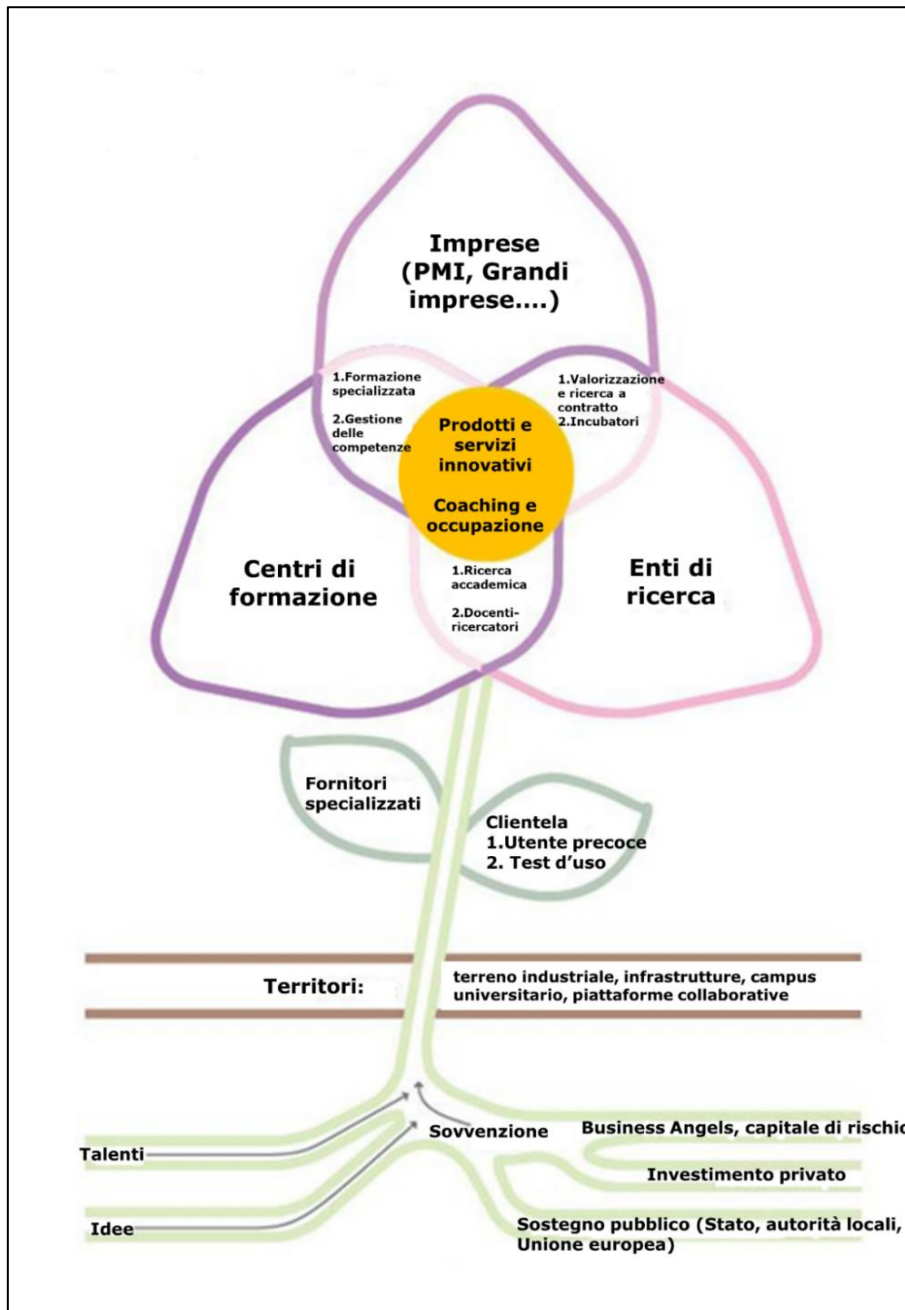 Imprese
(PMI, Grandi
imprese....)
1.Formazione
specializzata
2.Gestione
delle
competenze
1.Valorizzazione
e ricerca a
contratto
2.Incubatori
Prodotti e
servizi
innovativi
Coaching e
occupazione
Centri di
formazione
Enti di
ricerca
1.Ricerca
accademica
2.Docenti-
ricercatori
Fornitori
specializzati
Clientela
1.Utente precoce
2. Test d’uso
Territori:
terreno industriale, infrastrutture, campus
universitario, piattaforme collaborative
Talenti
Sovvenzione
Business Angels, capitale di rischio
Investimento privato
Idee
Sostegno pubblico (Stato, autorità locali,
Unione europea)